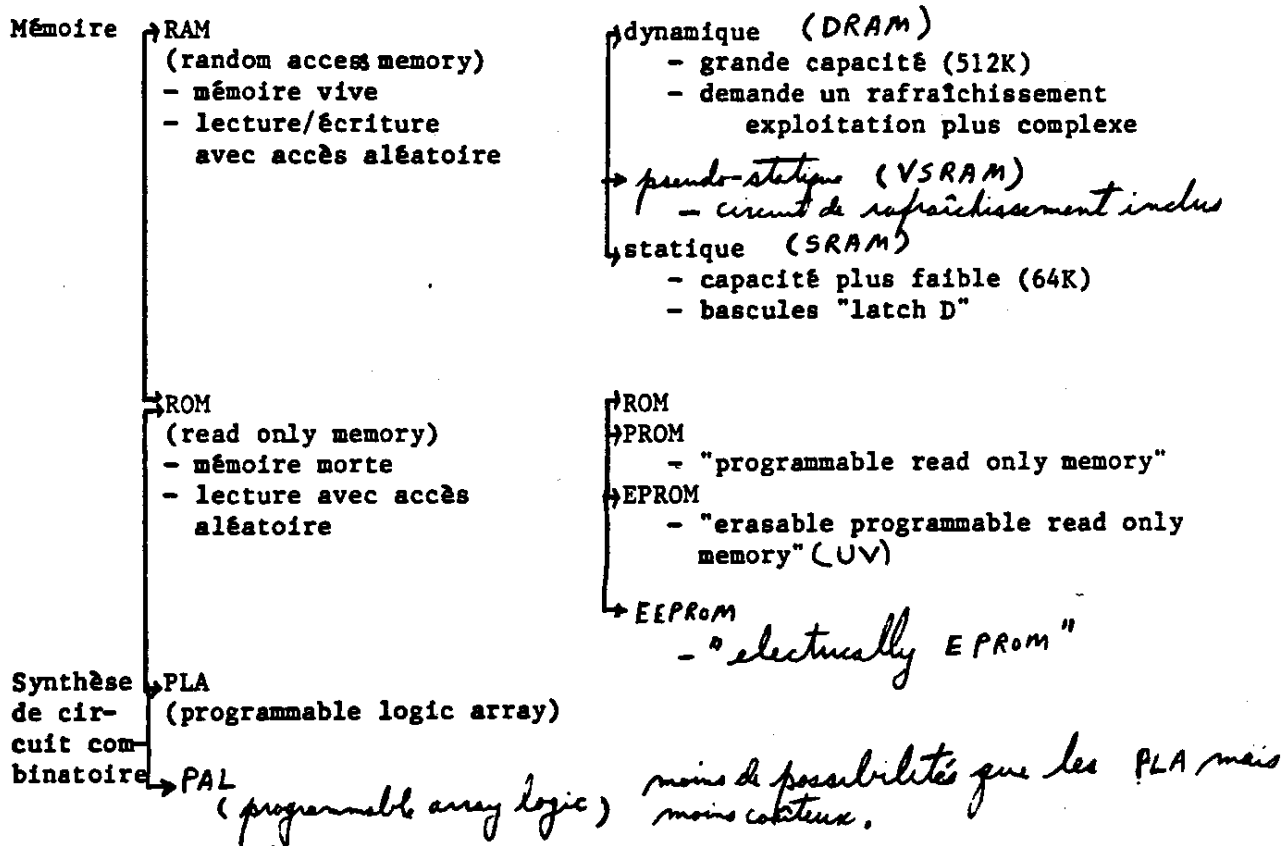 Mémoire
RAM
(random access memory)
- mémoire vive
- lecture/écriture
avec accès aléatoire
dynamique (DRAM)
- grande capacité (512K)
- demande un rafraîchissement
exploitation plus complexe
pseudo-statique (VSRAM)
- circuit de rafraîchissement inclus
statique (SRAM)
- capacité plus faible (64K)
- bascules "latch D"
ROM
(read only memory)
- mémoire morte
- lecture avec accès
aléatoire
ROM
PROM
- "programmable read only memory"
EPROM
- "erasable programmable read only
memory" (UV)
EEPROM
- "electrically EPROM"
Synthèse
de cir-
cuit com-
binatoire
PLA
(programmable logic array)
PAL
(programmable array logic)
moins de possibilités que les PLA mais
moins coûteux.